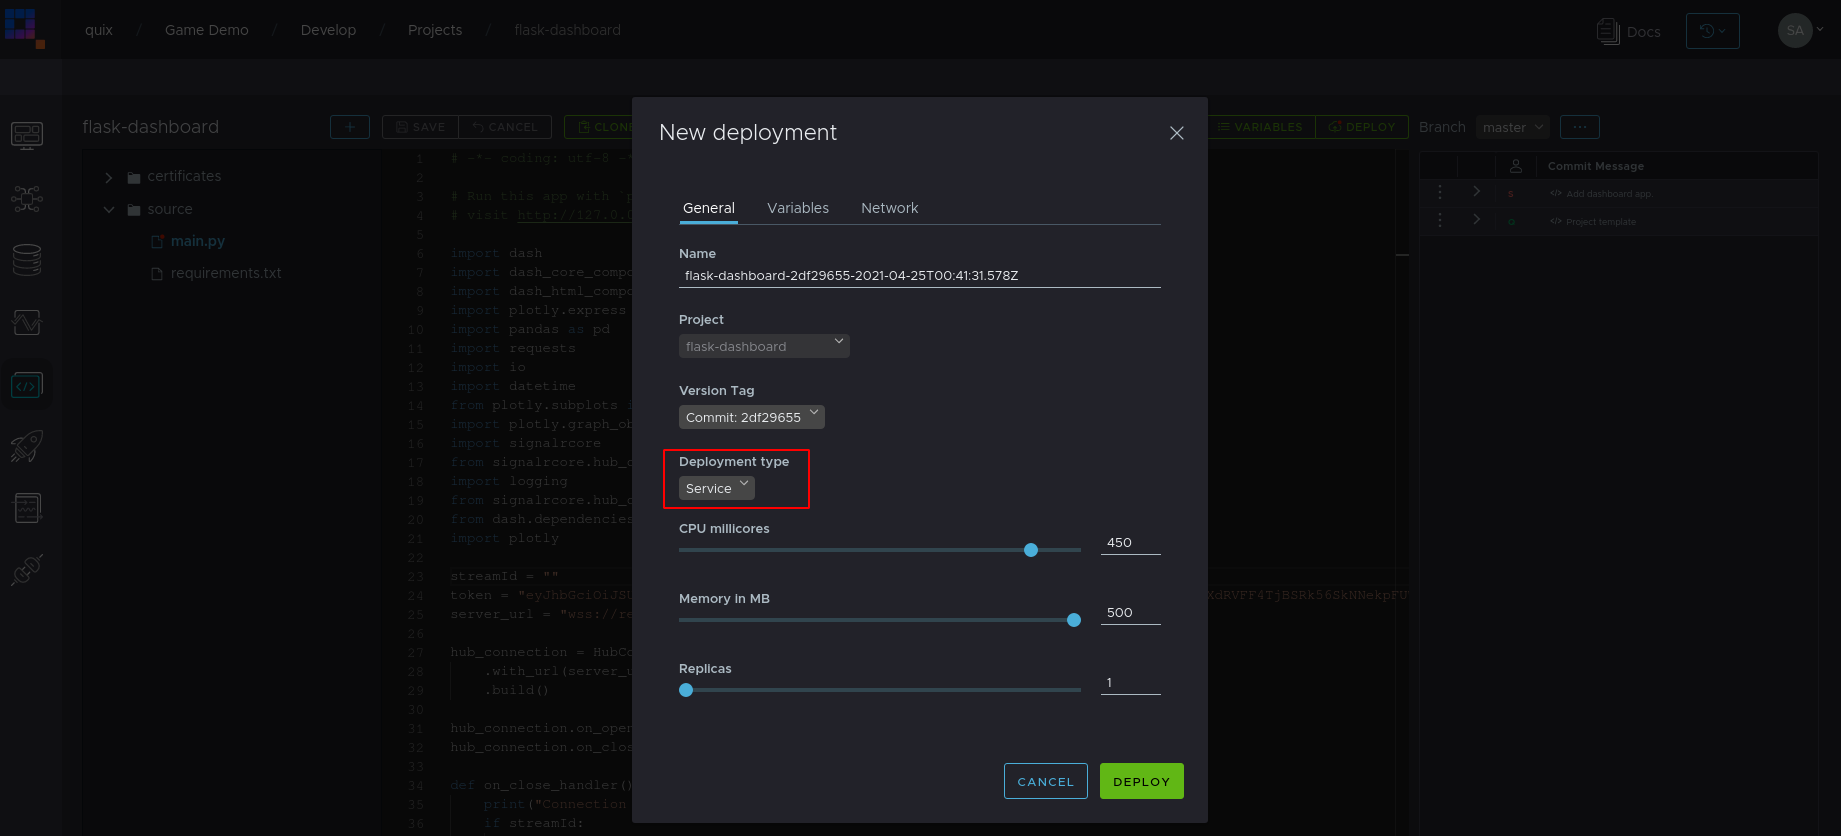 quix / Game Demo / Develop / Projects / flask-dashboard
Docs
SA
flask-dashboard
+ SAVE CANCEL CLONE
VARIABLES DEPLOY Branch master ...
certificates
source
main.py
requirements.txt
1 # -*- coding: utf-8 -*
2
3 # Run this app with `p
4 # visit http://127.0.0
5
6 import dash
7 import dash_core_compo
8 import dash_html_compo
9 import plotly.express
10 import pandas as pd
11 import requests
12 import io
13 import datetime
14 from plotly.subplots i
15 import plotly.graph_ob
16 import signalrcore
17 from signalrcore.hub_c
18 import logging
19 from signalrcore.hub_c
20 from dash.dependencies
21 import plotly
22
23 streamId = ""
24 token = "eyJhbGciOiJSU
XdRVFF4TjBSRk56SkNNekpFU
25 server_url = "wss://re
26
27 hub_connection = HubCo
28 .with_url(server_u
29 .build()
30
31 hub_connection.on_open
32 hub_connection.on_clos
33
34 def on_close_handler()
35 print("Connection
36 if streamId:
New deployment
General Variables Network
Name
flask-dashboard-2df29655-2021-04-25T00:41:31.578Z
Project
flask-dashboard
Version Tag
Commit: 2df29655
Deployment type
Service
CPU millicores
450
Memory in MB
500
Replicas
1
CANCEL DEPLOY
Commit Message
S </> Add dashboard app.
</> Project template